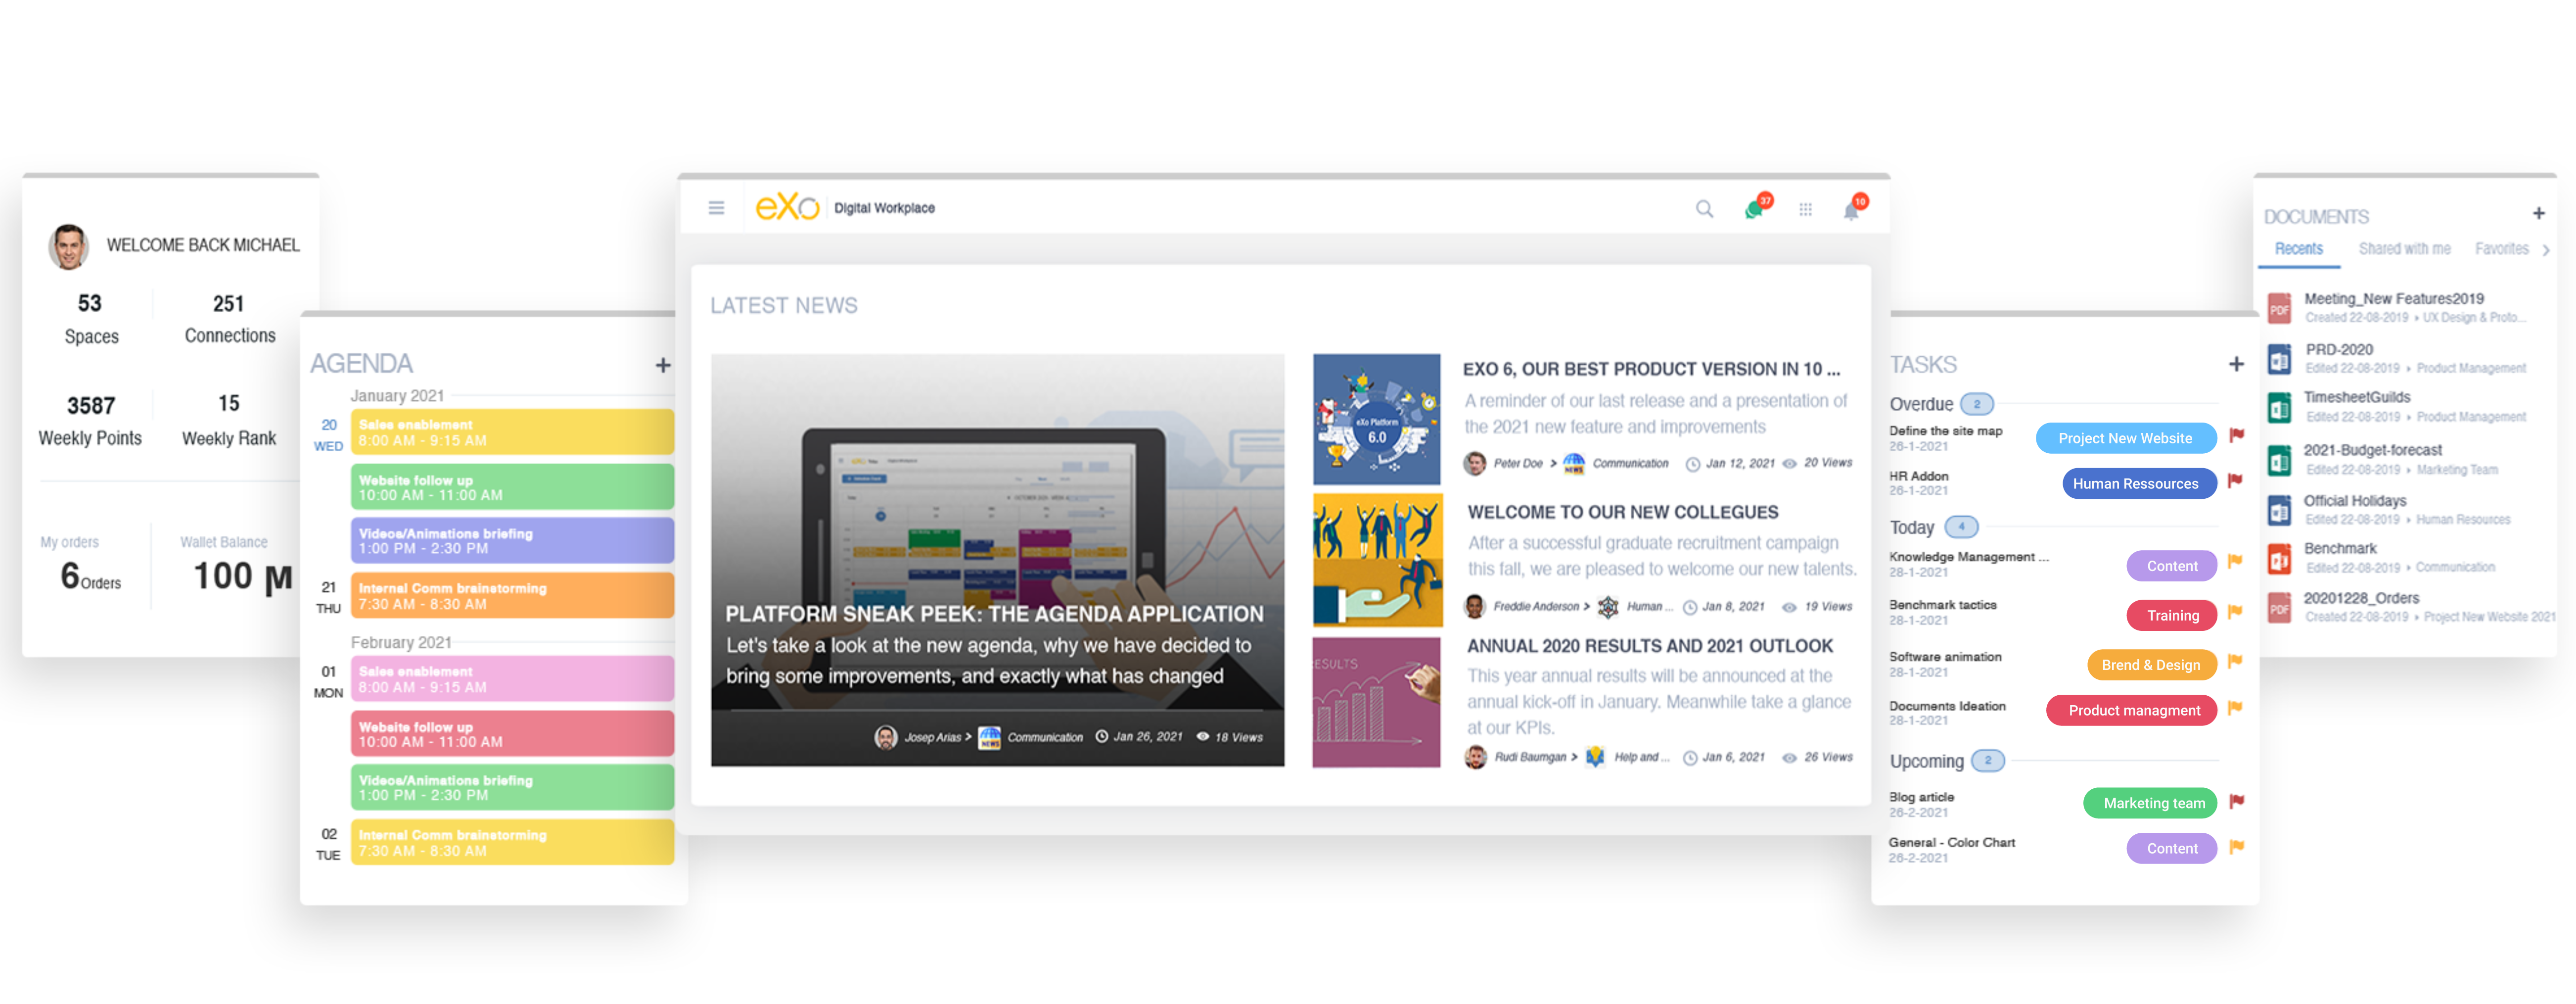 WELCOME BACK MICHAEL
53
Spaces
251
Connections
3587
Weekly Points
15
Weekly Rank
My orders
6 Orders
Wallet Balance
100
AGENDA
+
January 2021
20
WED
Sales enablement
8:00 AM - 9:15 AM
Website follow up
10:00 AM - 11:00 AM
Videos/Animations briefing
1:00 PM - 2:30 PM
21
THU
Internal Comm brainstorming
7:30 AM - 8:30 AM
February 2021
01
MON
Sales enablement
8:00 AM - 9:15 AM
Website follow up
10:00 AM - 11:00 AM
Videos/Animations briefing
1:00 PM - 2:30 PM
02
TUE
Internal Comm brainstorming
7:30 AM - 8:30 AM
eXo Digital Workplace
37
10
LATEST NEWS
PLATFORM SNEAK PEEK: THE AGENDA APPLICATION
Let's take a look at the new agenda, why we have decided to
bring some improvements, and exactly what has changed
Josep Arias > NEWS Communication Jan 26, 2021 18 Views
eXo Platform
6.0
EXO 6, OUR BEST PRODUCT VERSION IN 10 ...
A reminder of our last release and a presentation of
the 2021 new feature and improvements
Peter Doe > NEWS Communication Jan 12, 2021 20 Views
WELCOME TO OUR NEW COLLEGUES
After a successful graduate recruitment campaign
this fall, we are pleased to welcome our new talents.
Freddie Anderson > Human ... Jan 8, 2021 19 Views
ESULTS
ANNUAL 2020 RESULTS AND 2021 OUTLOOK
This year annual results will be announced at the
annual kick-off in January. Meanwhile take a glance
at our KPIs.
Rudi Baumgan > Help and ... Jan 6, 2021 26 Views
TASKS
+
Overdue 2
Define the site map
26-1-2021
Project New Website
HR Addon
26-1-2021
Human Ressources
Today 4
Knowledge Management ...
28-1-2021
Content
Benchmark tactics
28-1-2021
Training
Software animation
28-1-2021
Brend & Design
Documents Ideation
28-1-2021
Product managment
Upcoming 2
Blog article
26-2-2021
Marketing team
General - Color Chart
26-2-2021
Content
DOCUMENTS
+
Recents Shared with me Favorites >
PDF
Meeting_New Features2019
Created 22-08-2019 UX Design & Proto...
PRD-2020
Edited 22-08-2019 Product Management
TimesheetGuilds
Edited 22-08-2019 Product Management
2021-Budget-forecast
Edited 22-08-2019 Marketing Team
Official Holidays
Edited 22-08-2019 Human Resources
Benchmark
Edited 22-08-2019 Communication
PDF
20201228_Orders
Created 22-08-2019 Project New Website 2021